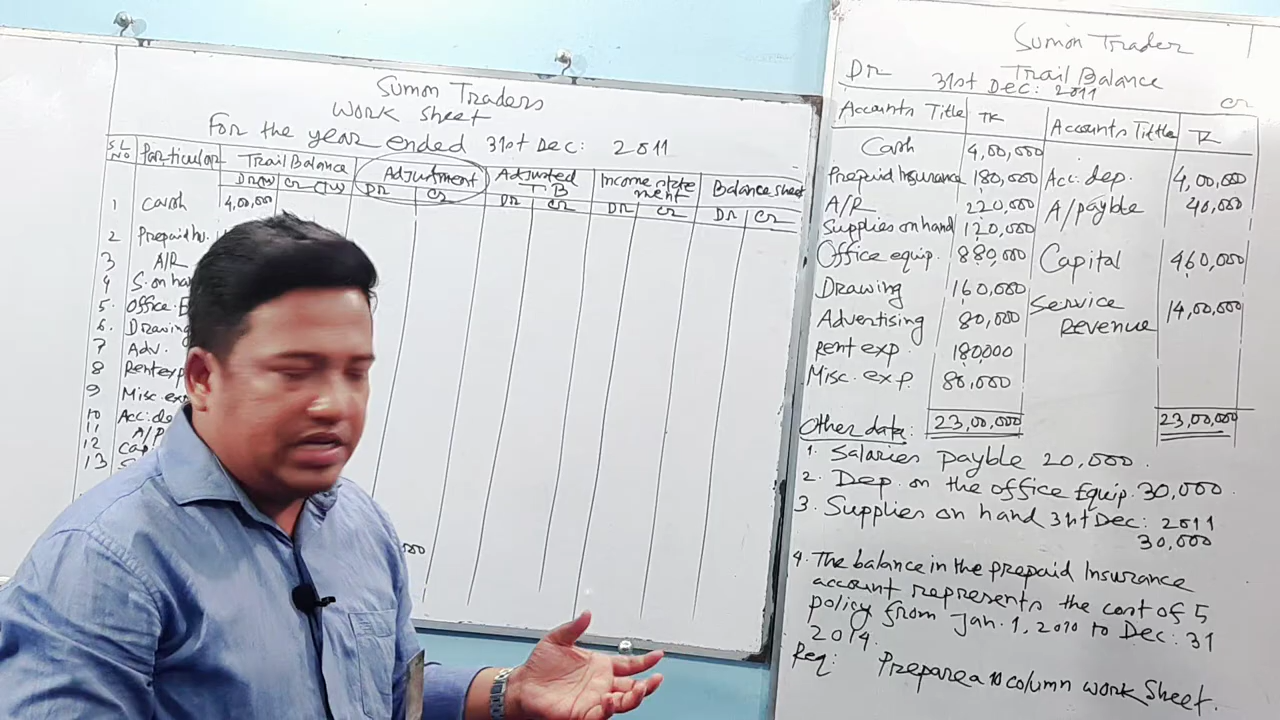 Sumon Traders
Work Sheet
For the year ended 31st Dec: 2011
S.L No Particular Trail Balance Adjustment Adjusted T B Income statement Balance sheet
DR(TK) CR(TK) DR CR DR CR DR CR DR CR
1 Cash 4,00,000
2 Prepaid Ins.
3 A/R
4 S. on han
5. Office E
6. Drawing
7 Adv.
8 Rent exp
9 Misc. exp
10 Acc: de
11 A/P
12 Cap
13 S
000
Sumon Trader
Trail Balance
31st Dec: 2011
DR CR
Accounts Title TK Accounts Tittle TK
Cash 4,00,000
Prepaid Insurance 180,000 Acc. dep. 4,00,000
A/R 220,000 A/payble 40,000
Supplies on hand 120,000
Office equip. 880,000 Capital 460,000
Drawing 160,000 Service Revenue 14,00,000
Advertising 80,000
Rent exp. 180,000
Misc. exp. 80,000
23,00,000 23,00,000
Other data:
1. Salaries payble 20,000.
2. Dep. on the office Equip. 30,000.
3. Supplies on hand 31st Dec: 2011
30,000
4. The balance in the prepaid Insurance
account represents the cost of 5
policy from Jan. 1, 2010 to Dec: 31
2014.
Req: Prepare a 10 column work Sheet.